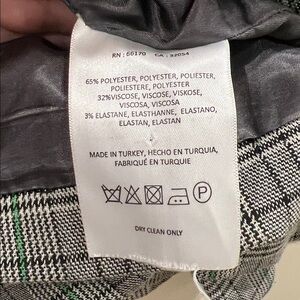 RN : 66170 CA : 32054
65% POLYESTER, POLYESTER, POLIESTER,
POLIESTERE, POLYESTER
32%VISCOSE, VISCOSE, VISKOSE,
VISCOSA, VISCOSA
3% ELASTANE, ELASTHANNE, ELASTANO,
ELASTAN, ELASTAN
MADE IN TURKEY, HECHO EN TURQUIA,
FABRIQUÉ EN TURQUIE
P
DRY CLEAN ONLY